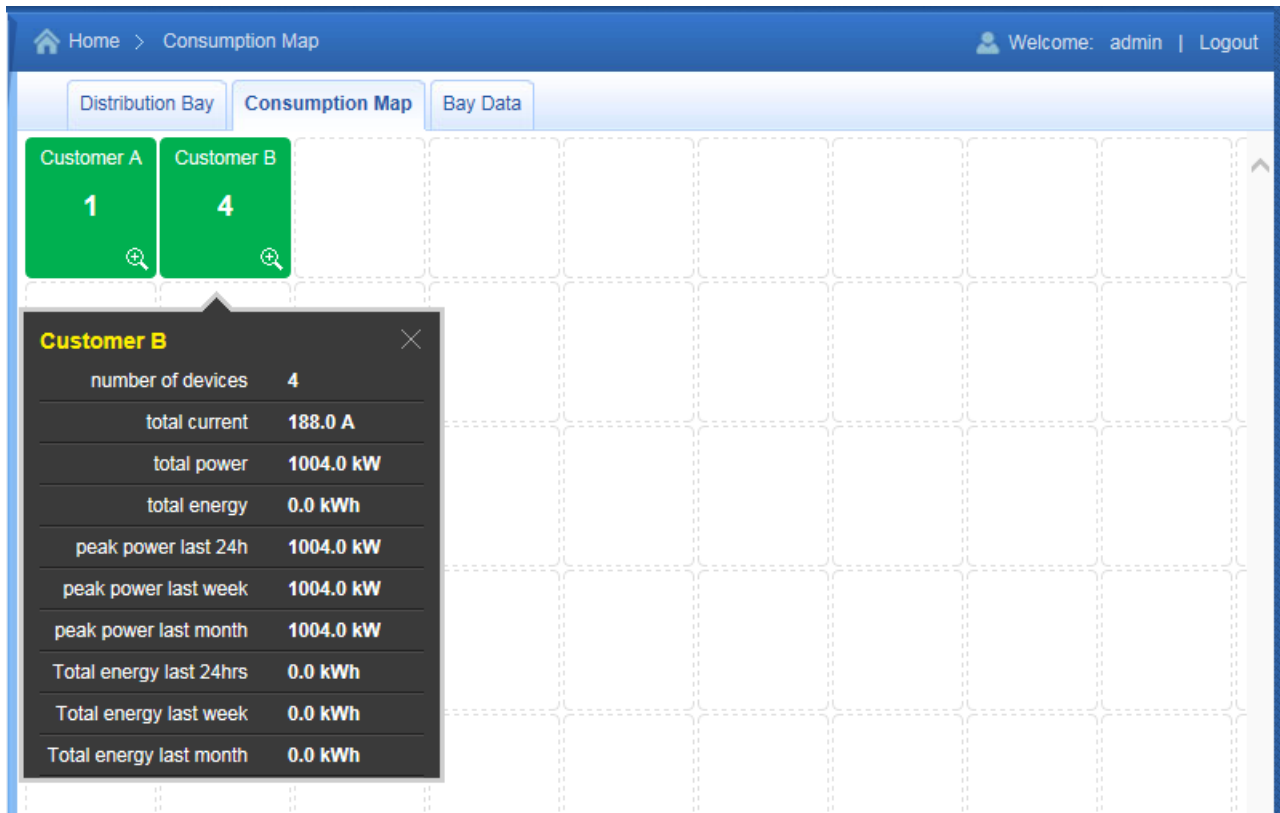 Home > Consumption Map
Welcome: admin | Logout
Distribution Bay Consumption Map Bay Data
Customer A Customer B
1 4
Customer B
number of devices 4
total current 188.0 A
total power 1004.0 kW
total energy 0.0 kWh
peak power last 24h 1004.0 kW
peak power last week 1004.0 kW
peak power last month 1004.0 kW
Total energy last 24hrs 0.0 kWh
Total energy last week 0.0 kWh
Total energy last month 0.0 kWh